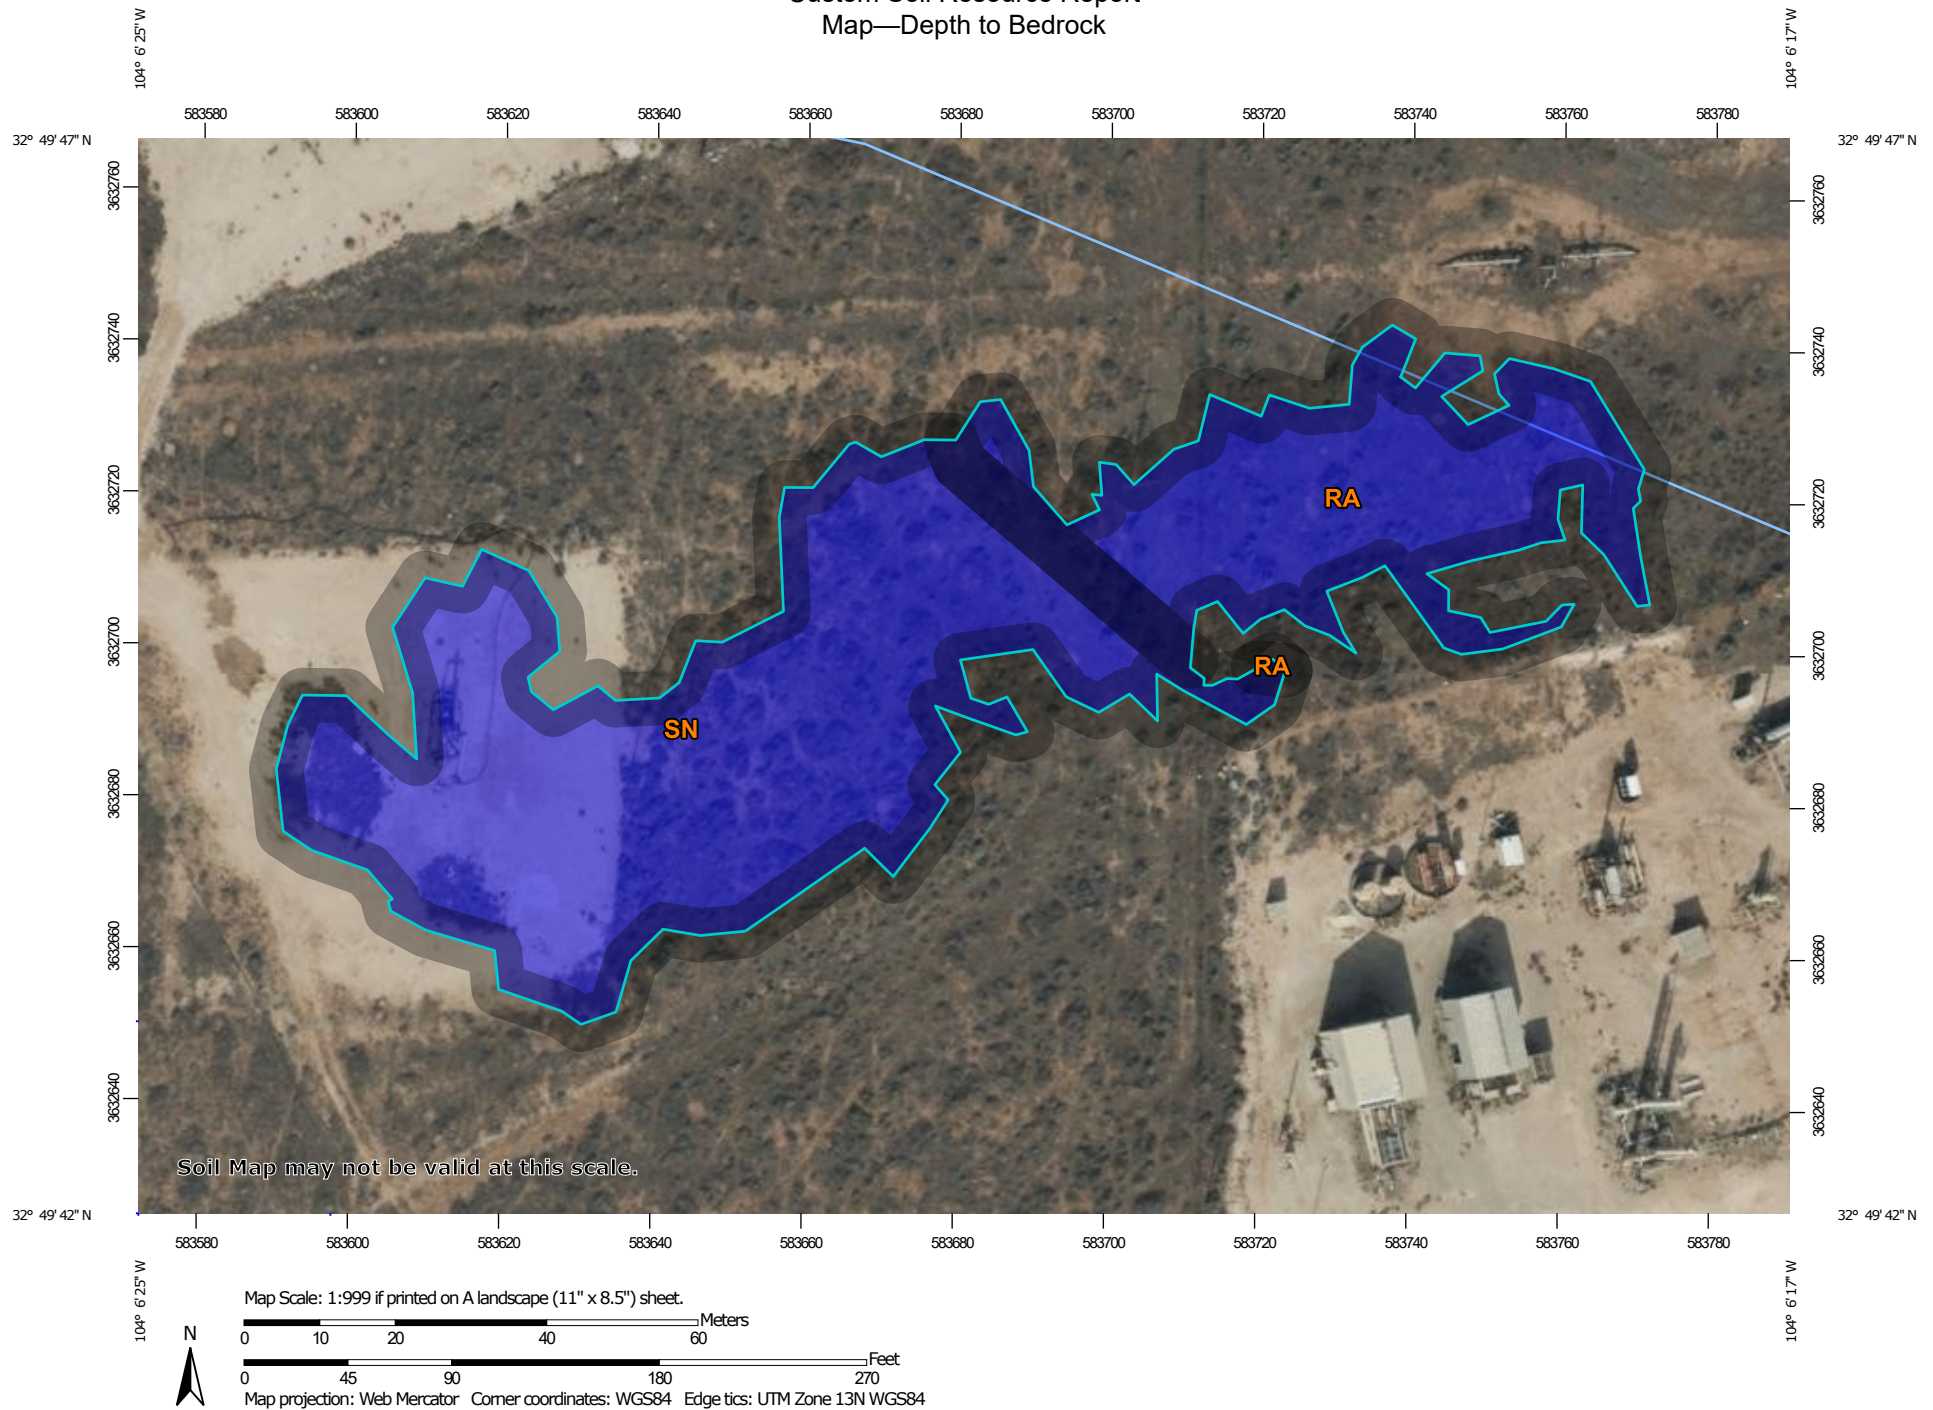 Custom Soil Resource Report
Map—Depth to Bedrock
104° 6' 25'' W
104° 6' 17'' W
583580 583600 583620 583640 583660 583680 583700 583720 583740 583760 583780
32° 49' 47'' N
32° 49' 47'' N
3632760
3632760
3632740
3632740
3632720
3632720
RA
3632700
3632700
RA
SN
3632680
3632680
3632660
3632660
3632640
3632640
Soil Map may not be valid at this scale.
32° 49' 42'' N
32° 49' 42'' N
583580 583600 583620 583640 583660 583680 583700 583720 583740 583760 583780
104° 6' 25'' W
104° 6' 17'' W
Map Scale: 1:999 if printed on A landscape (11" x 8.5") sheet.
Meters
0 10 20 40 60
N
Feet
0 45 90 180 270
Map projection: Web Mercator Corner coordinates: WGS84 Edge tics: UTM Zone 13N WGS84